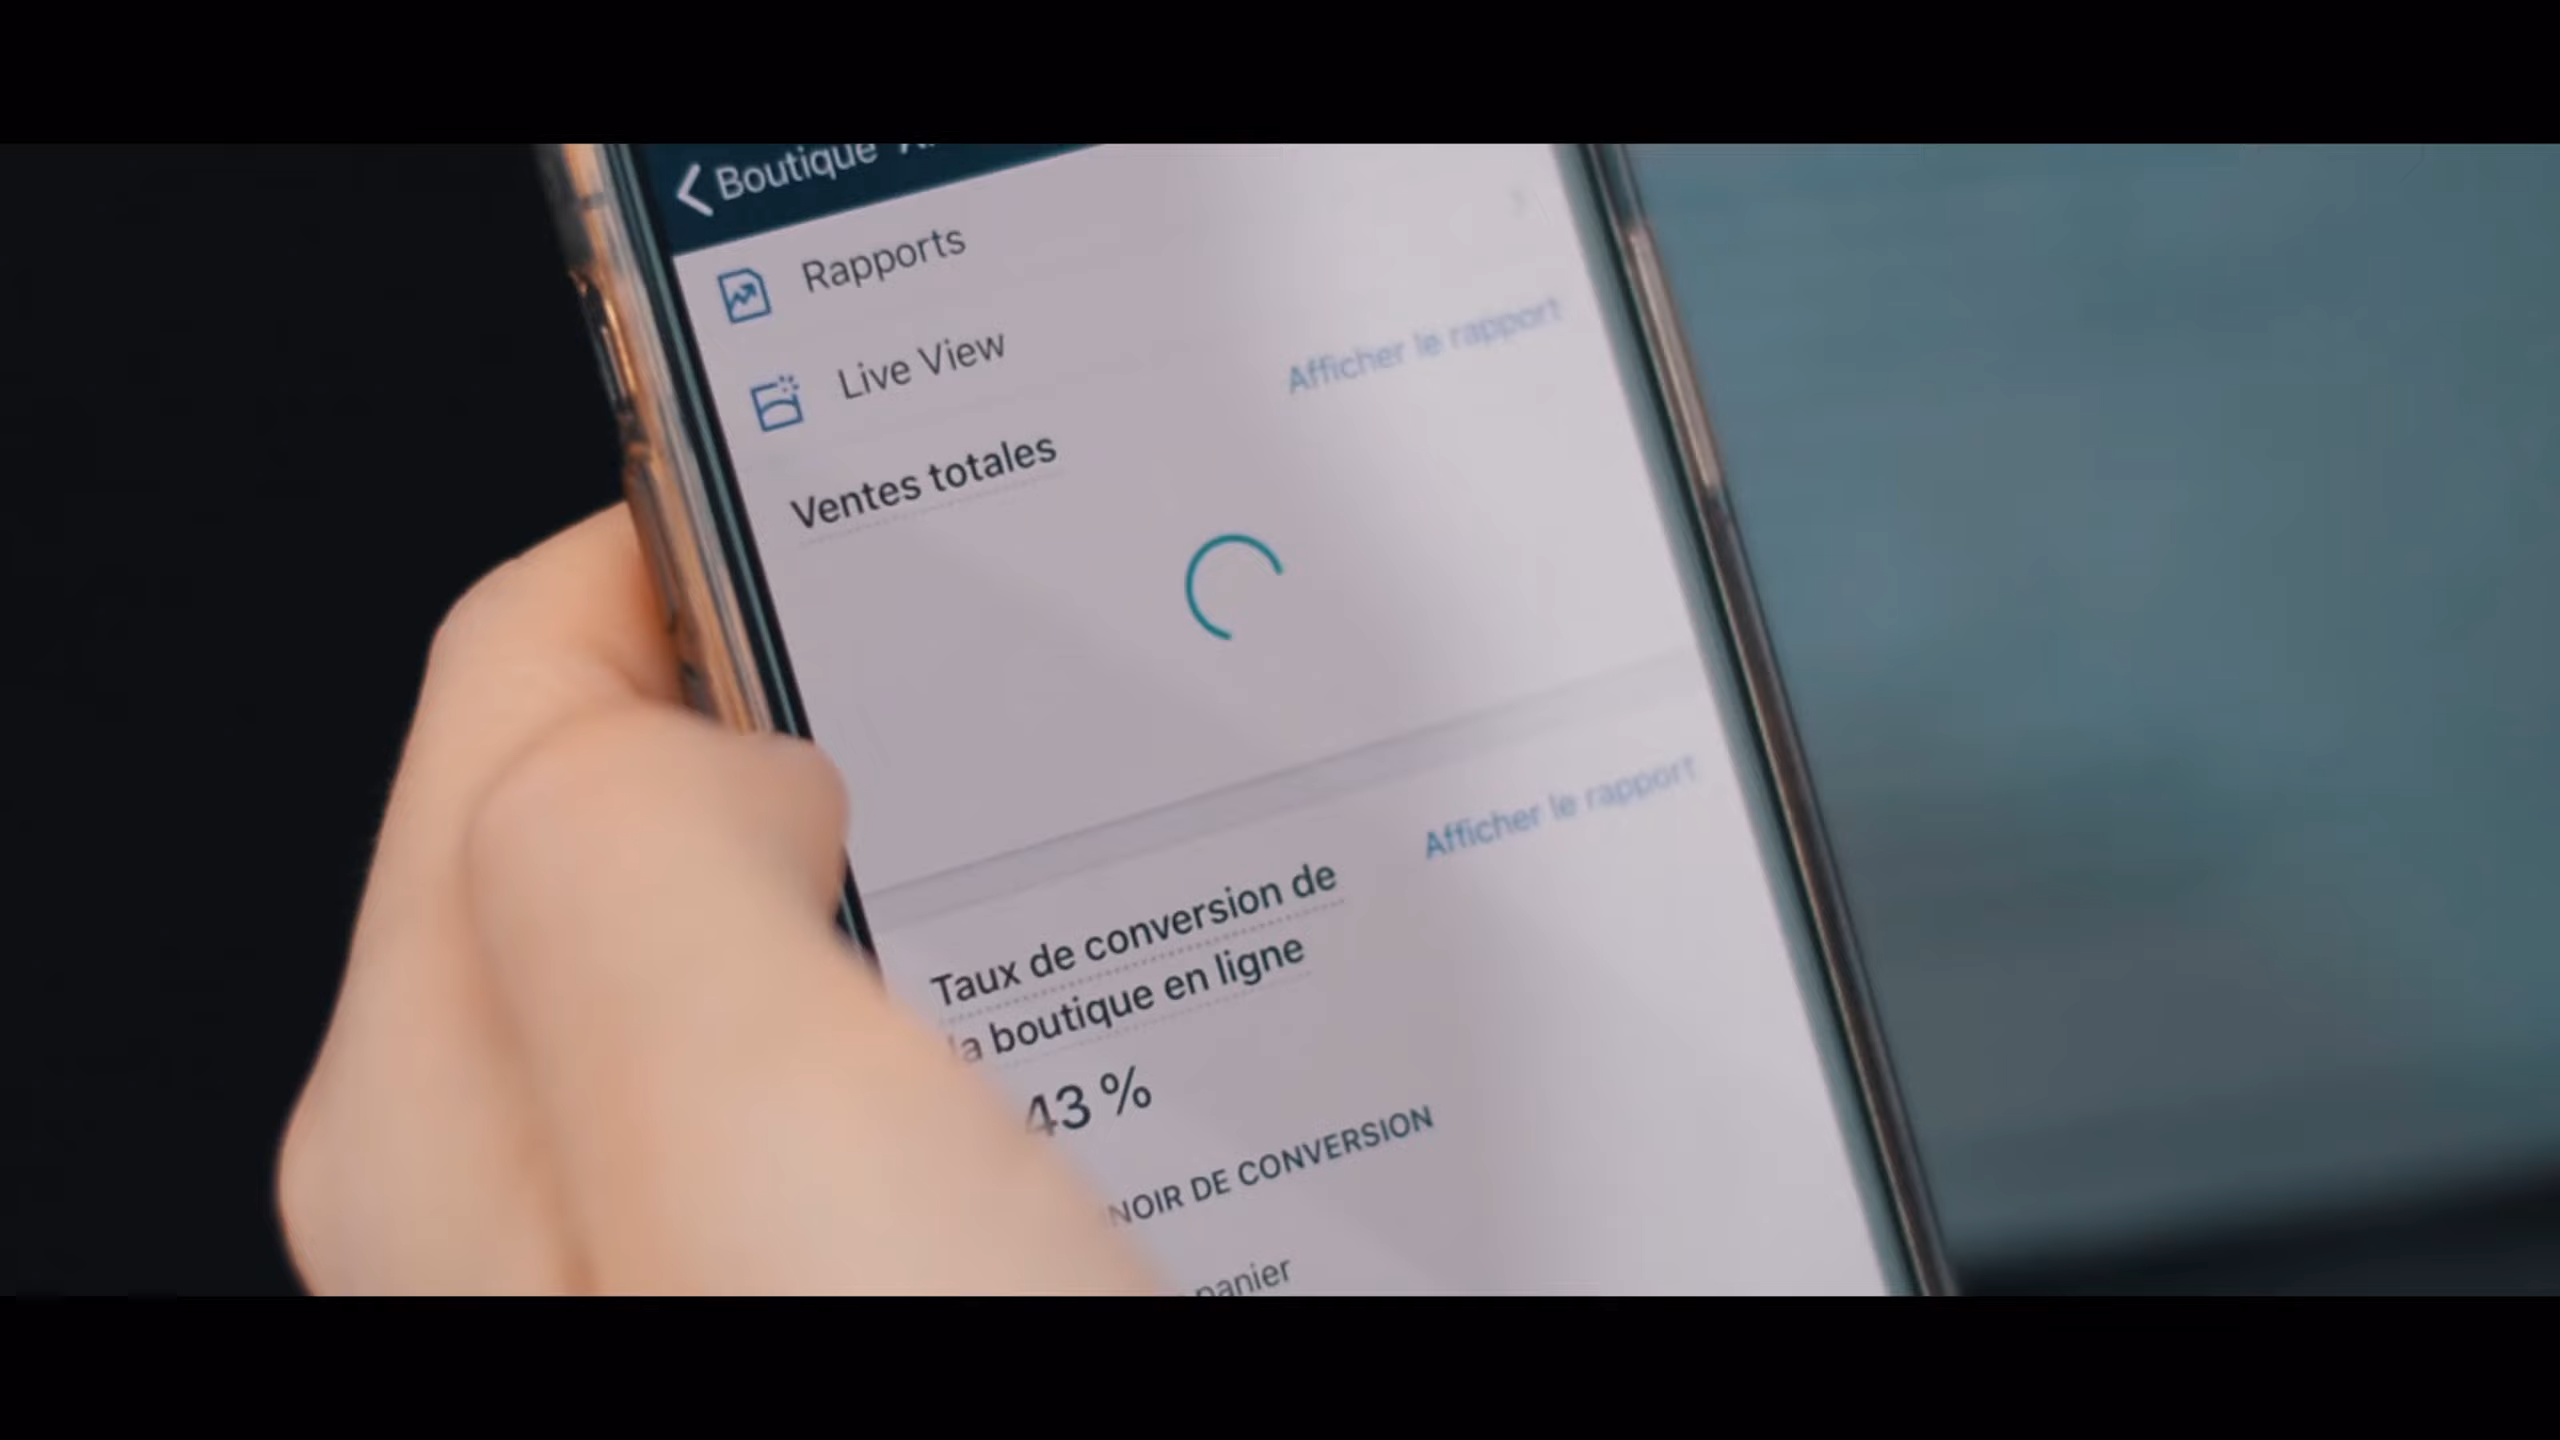 Boutique
Rapports
Live View
Ventes totales
Afficher le rapport
Taux de conversion de
la boutique en ligne
Afficher le rapport
43 %
NOIR DE CONVERSION
panier